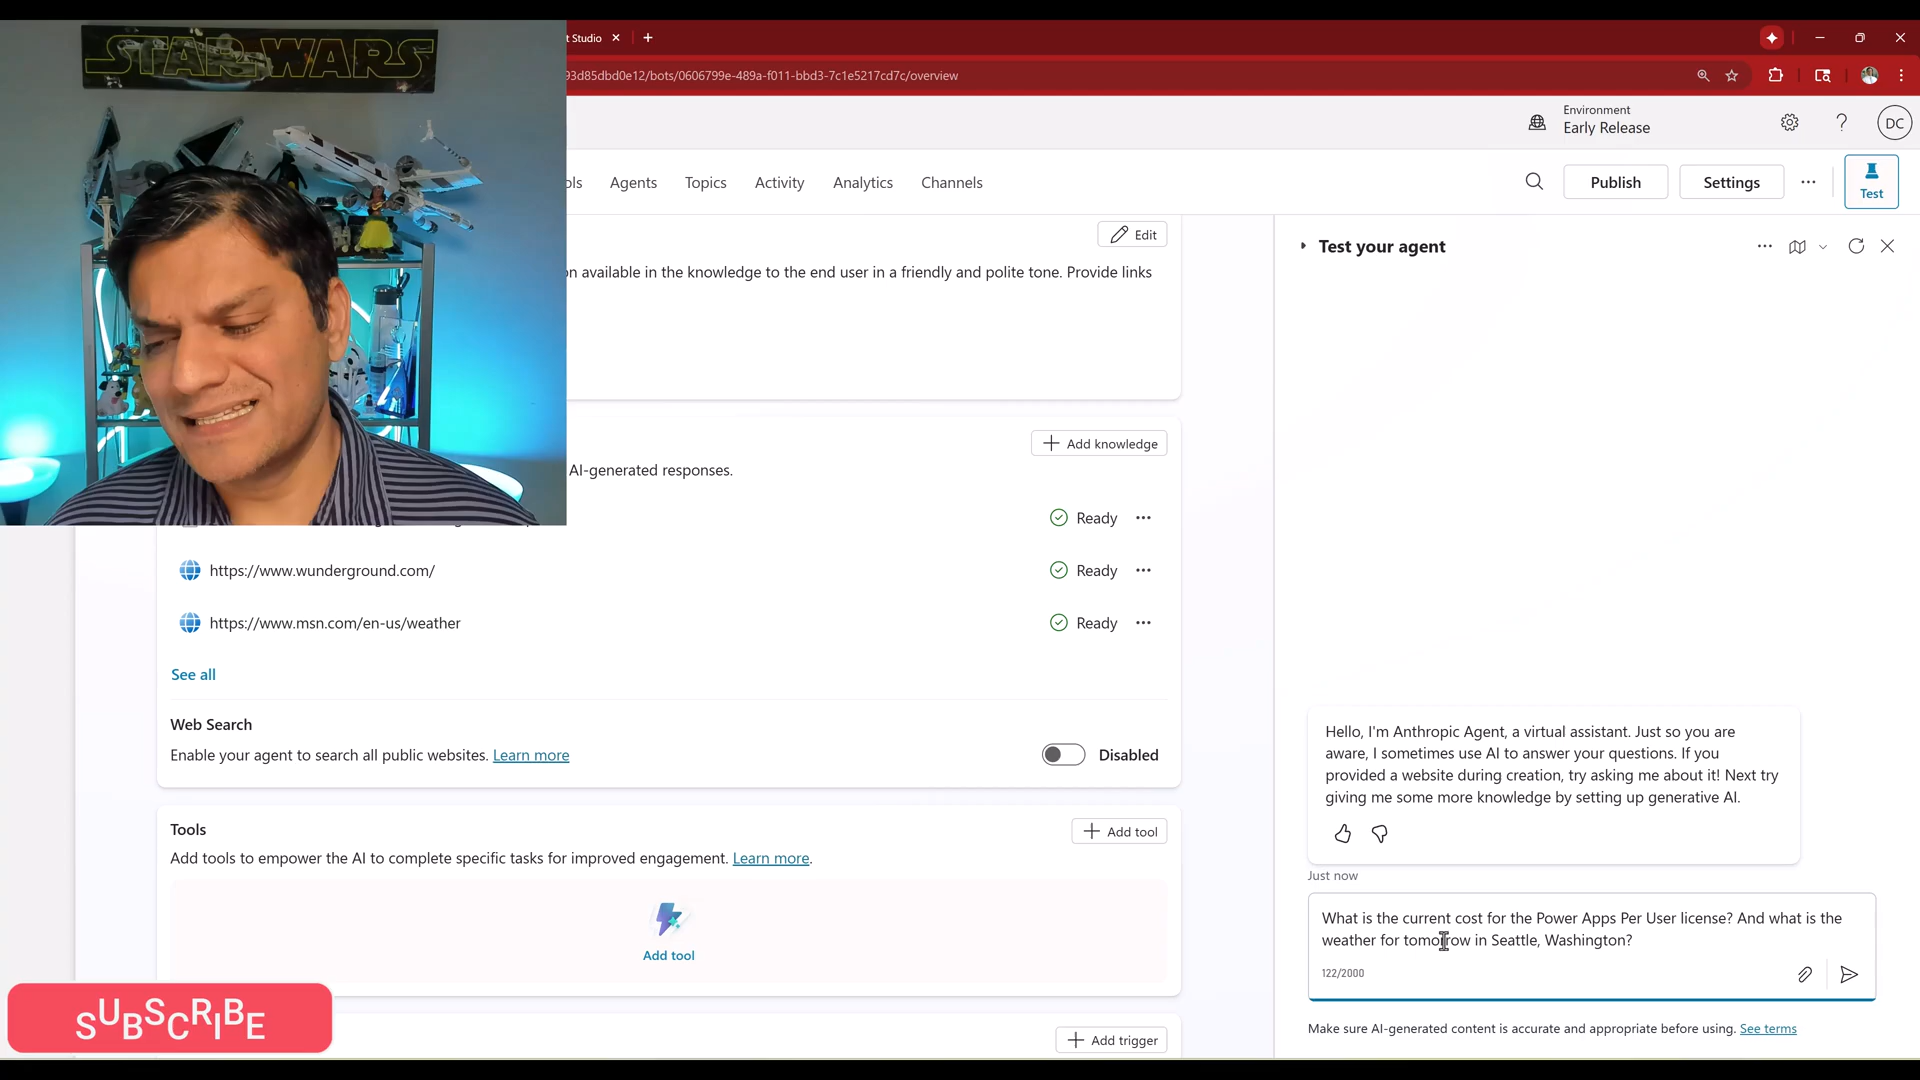 STAR WARS
t Studio
93d85dbd0e12/bots/0606799e-489a-f011-bbd3-7c1e5217cd7c/overview
Environment
Early Release
DC
ols Agents Topics Activity Analytics Channels
Publish
Settings
Test
Edit
n available in the knowledge to the end user in a friendly and polite tone. Provide links
Add knowledge
AI-generated responses.
Ready
https://www.wunderground.com/
Ready
https://www.msn.com/en-us/weather
Ready
See all
Web Search
Enable your agent to search all public websites. Learn more
Disabled
Tools
Add tool
Add tools to empower the AI to complete specific tasks for improved engagement. Learn more.
Add tool
Add trigger
SUBSCRIBE
Test your agent
Hello, I'm Anthropic Agent, a virtual assistant. Just so you are
aware, I sometimes use AI to answer your questions. If you
provided a website during creation, try asking me about it! Next try
giving me some more knowledge by setting up generative AI.
Just now
What is the current cost for the Power Apps Per User license? And what is the
weather for tomorrow in Seattle, Washington?
122/2000
Make sure AI-generated content is accurate and appropriate before using. See terms